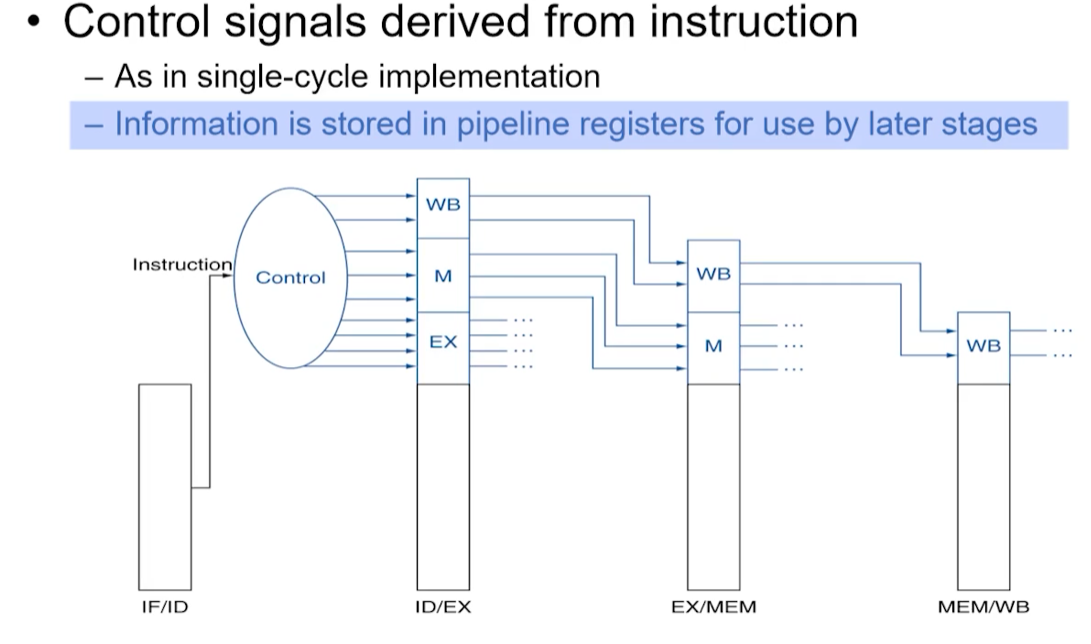 • Control signals derived from instruction
– As in single-cycle implementation
– Information is stored in pipeline registers for use by later stages
WB
Instruction
Control
M
WB
...
...
EX
...
...
M
...
...
...
WB
...
...
IF/ID
ID/EX
EX/MEM
MEM/WB